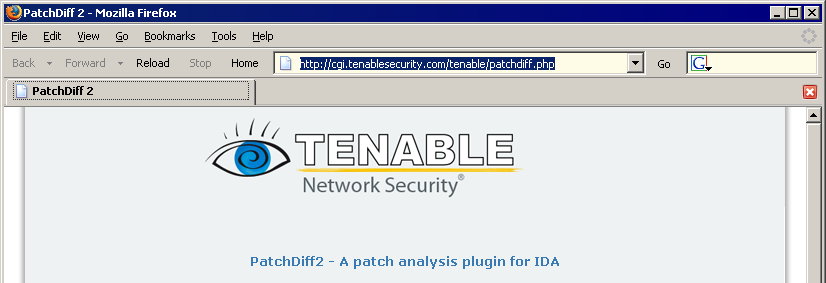 PatchDiff 2 - Mozilla Firefox
File Edit View Go Bookmarks Tools Help
Back Forward Reload Stop Home http://cgi.tenablesecurity.com/tenable/patchdiff.php Go G
PatchDiff 2
TENABLE
Network Security®
PatchDiff2 - A patch analysis plugin for IDA